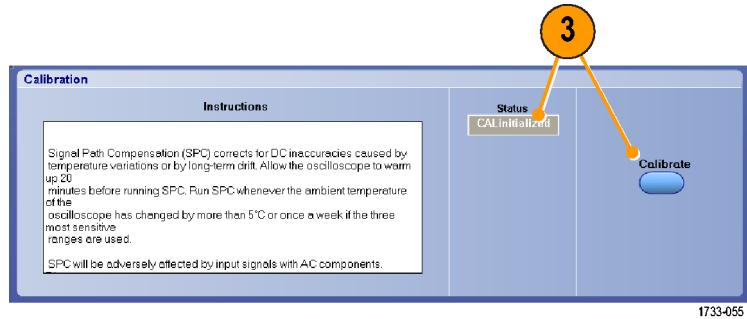 3
Calibration
Instructions
Status
CALinitialized
Signal Path Compensation (SPC) corrects for DC inaccuracies caused by
temperature variations or by long-term drift. Allow the oscilloscope to warm
up 20
minutes before running SPC. Run SPC whenever the ambient temperature
of the
oscilloscope has changed by more than 5°C or once a week if the three
most sensitive
ranges are used.
SPC will be adversely affected by input signals with AC components.
Calibrate
1733-055